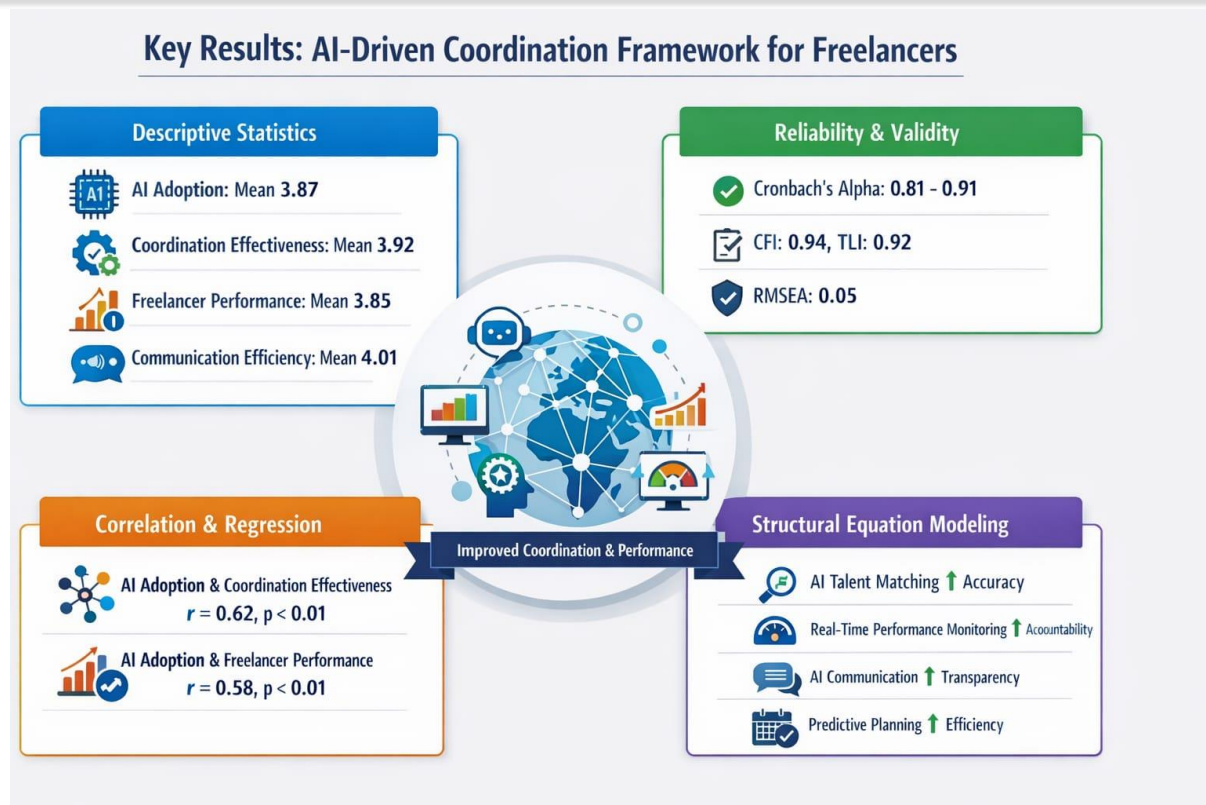 Key Results: AI-Driven Coordination Framework for Freelancers
Descriptive Statistics
A1
AI Adoption: Mean 3.87
Coordination Effectiveness: Mean 3.92
Freelancer Performance: Mean 3.85
Communication Efficiency: Mean 4.01
Reliability & Validity
Cronbach's Alpha: 0.81 - 0.91
CFI: 0.94, TLI: 0.92
RMSEA: 0.05
Improved Coordination & Performance
Correlation & Regression
AI Adoption & Coordination Effectiveness
r = 0.62, p < 0.01
AI Adoption & Freelancer Performance
r = 0.58, p < 0.01
Structural Equation Modeling
AI Talent Matching ↑ Accuracy
Real-Time Performance Monitoring ↑ Acoountability
AI Communication ↑ Transparency
Predictive Planning ↑ Efficiency